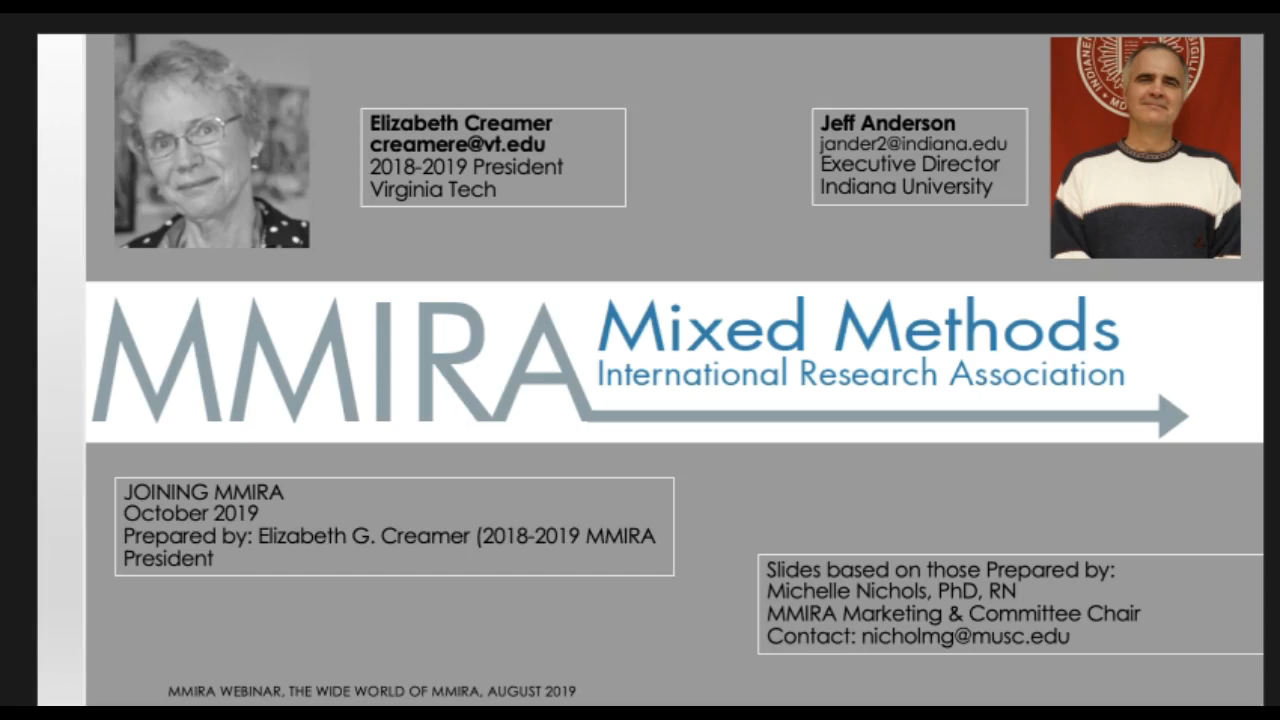 Elizabeth Creamer
creamere@vt.edu
2018-2019 President
Virginia Tech
Jeff Anderson
jander2@indiana.edu
Executive Director
Indiana University
MMIRA
Mixed Methods
International Research Association
JOINING MMIRA
October 2019
Prepared by: Elizabeth G. Creamer (2018-2019 MMIRA
President
Slides based on those Prepared by:
Michelle Nichols, PhD, RN
MMIRA Marketing & Committee Chair
Contact: nicholmg@musc.edu
MMIRA WEBINAR, THE WIDE WORLD OF MMIRA, AUGUST 2019